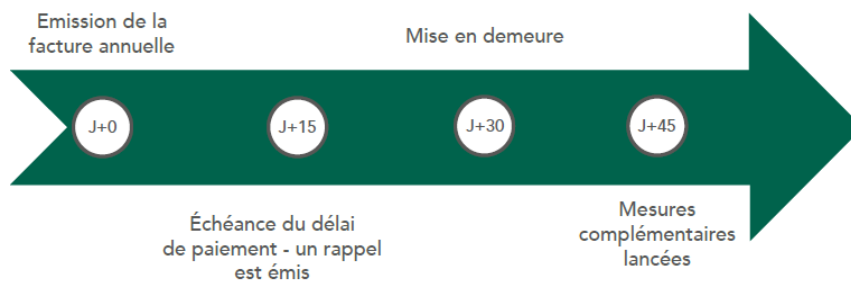 Emission de la
facture annuelle
Mise en demeure
J+0
J+15
J+30
J+45
Échéance du délai
de paiement - un rappel
est émis
Mesures
complémentaires
lancées